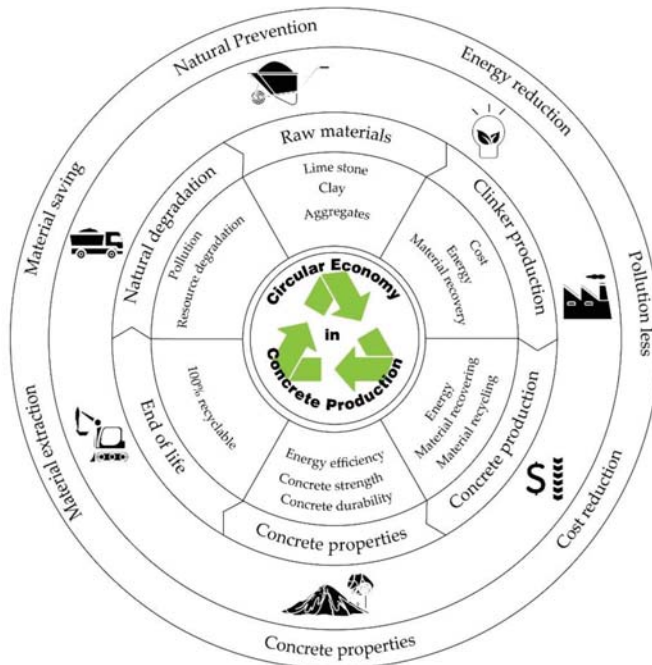 Natural Prevention
Energy reduction
Pollution less
Cost reduction
Concrete properties
Material extraction
Material saving
Raw materials
Clinker production
Concrete production
Concrete properties
End of life
Natural degradation
Lime stone
Clay
Aggregates
Cost
Energy
Material recovery
Energy
Material recovering
Material recycling
Energy efficiency
Concrete strength
Concrete durability
100% recyclable
Pollution
Resource degradation
Circular Economy
in
Concrete Production
$